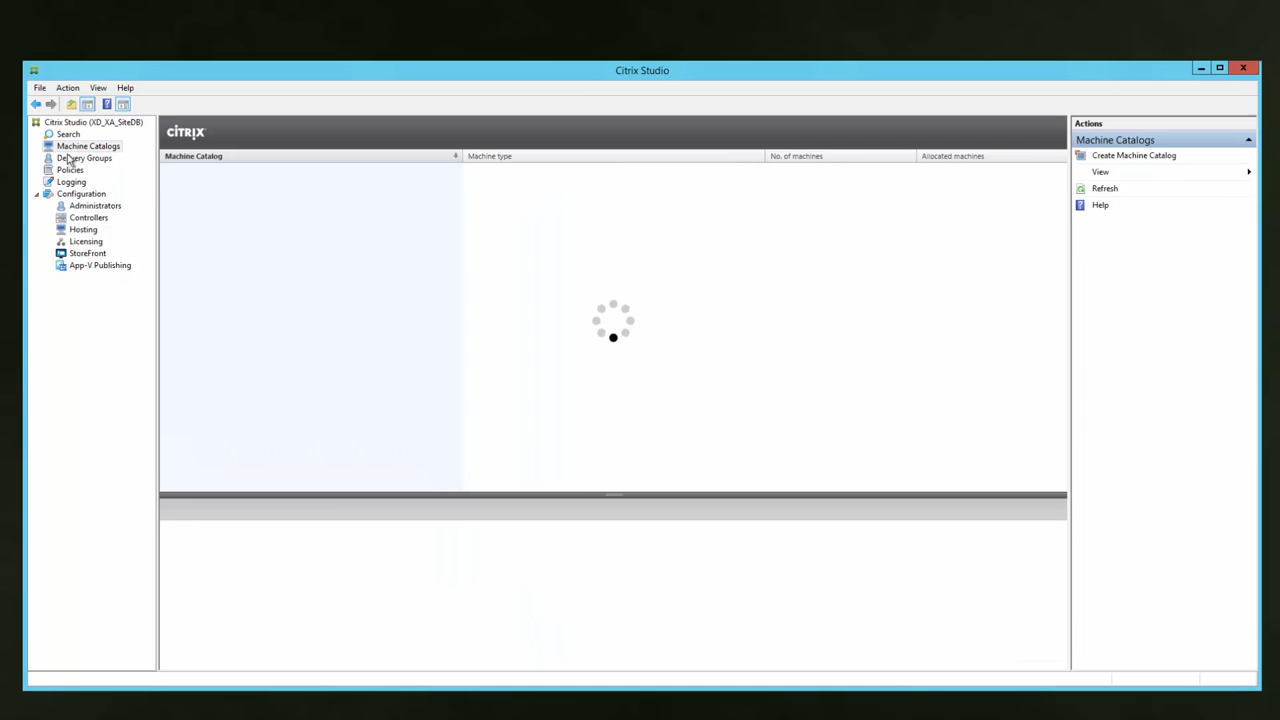 Citrix Studio
File Action View Help
Citrix Studio (XD_XA_SiteDB)
Search
Machine Catalogs
Delivery Groups
Policies
Logging
Configuration
Administrators
Controllers
Hosting
Licensing
StoreFront
App-V Publishing
CITRIX
Machine Catalog Machine type No. of machines Allocated machines
Actions
Machine Catalogs
Create Machine Catalog
View
Refresh
Help